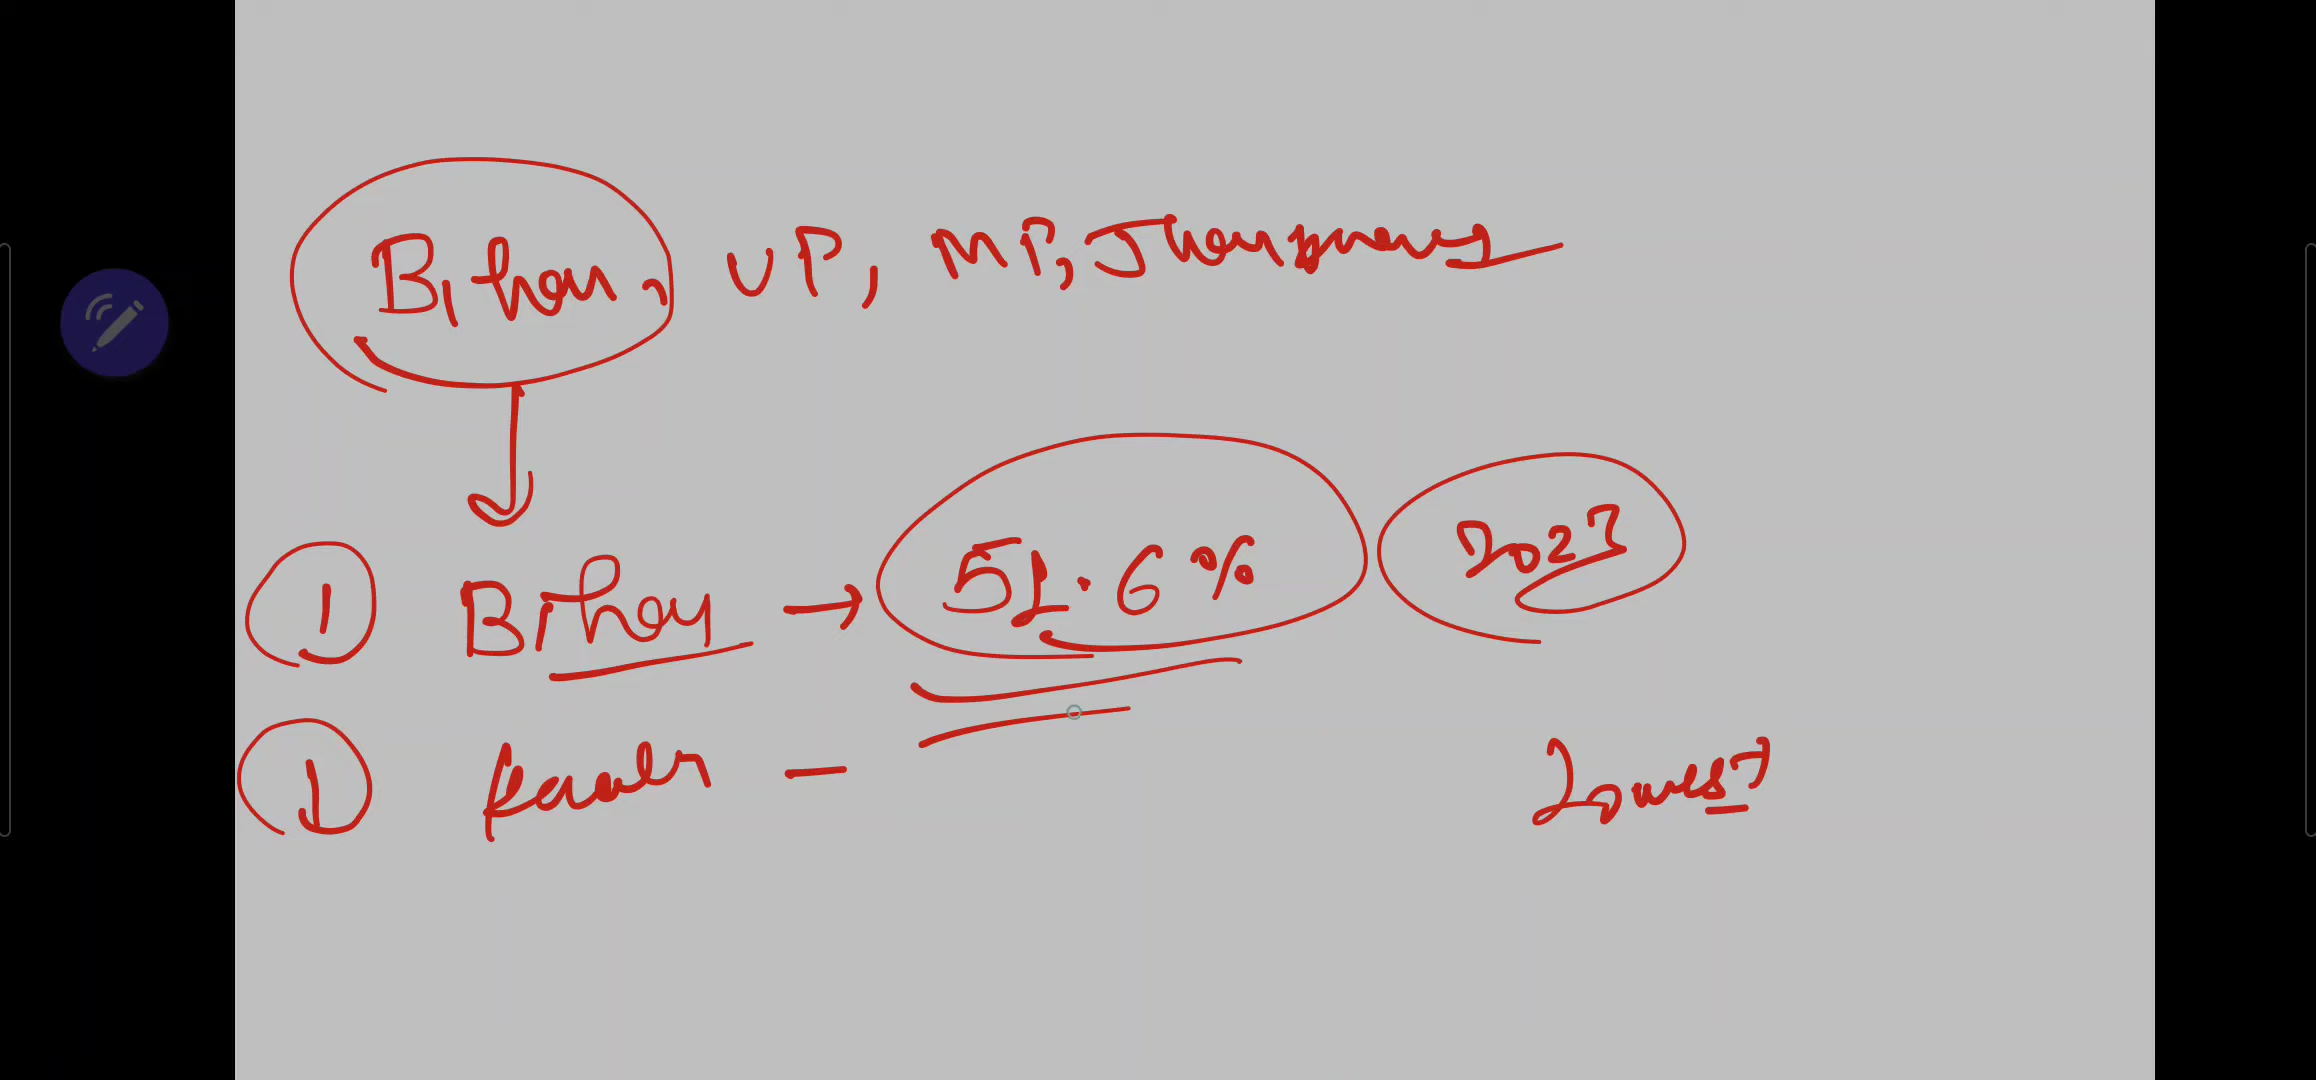 Bihar, UP, MP, Jharkhand
① Bihar → 51.6% 2023
① Kerala - Lowest